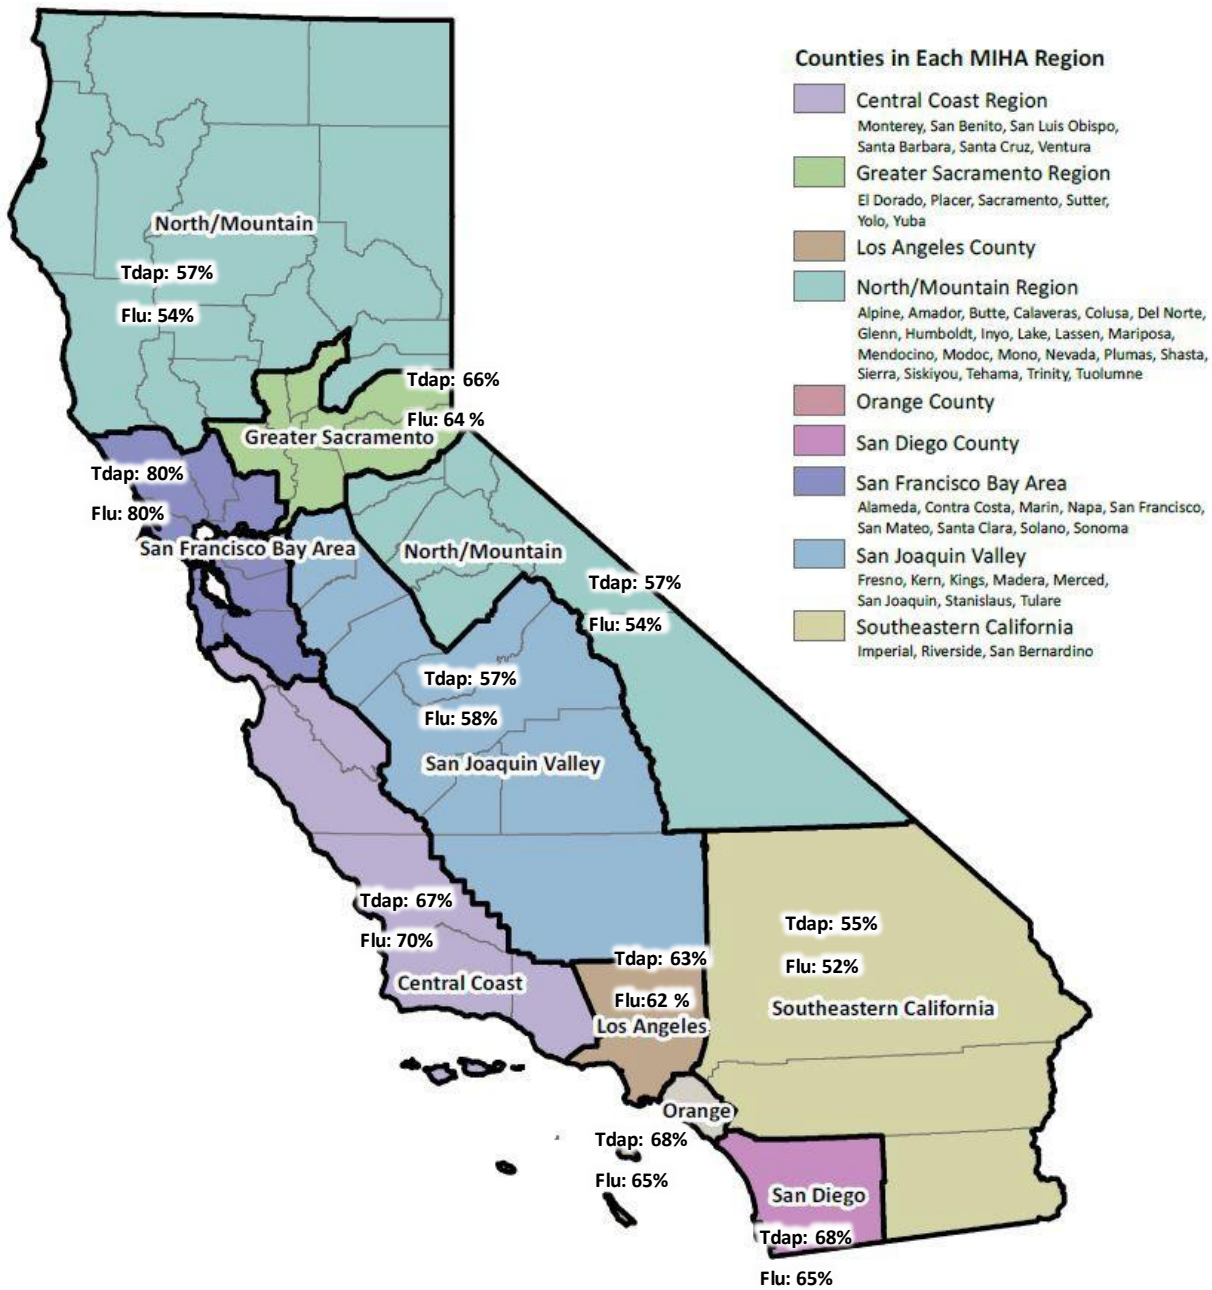 Counties in Each MIHA Region
Central Coast Region
Monterey, San Benito, San Luis Obispo,
Santa Barbara, Santa Cruz, Ventura
Greater Sacramento Region
El Dorado, Placer, Sacramento, Sutter,
Yolo, Yuba
Los Angeles County
North/Mountain Region
Alpine, Amador, Butte, Calaveras, Colusa, Del Norte,
Glenn, Humboldt, Inyo, Lake, Lassen, Mariposa,
Mendocino, Modoc, Mono, Nevada, Plumas, Shasta,
Sierra, Siskiyou, Tehama, Trinity, Tuolumne
Orange County
San Diego County
San Francisco Bay Area
Alameda, Contra Costa, Marin, Napa, San Francisco,
San Mateo, Santa Clara, Solano, Sonoma
San Joaquin Valley
Fresno, Kern, Kings, Madera, Merced,
San Joaquin, Stanislaus, Tulare
Southeastern California
Imperial, Riverside, San Bernardino
North/Mountain
Tdap: 57%
Flu: 54%
Tdap: 66%
Flu: 64 %
Greater Sacramento
Tdap: 80%
Flu: 80%
San Francisco Bay Area
North/Mountain
Tdap: 57%
Flu: 54%
Tdap: 57%
Flu: 58%
San Joaquin Valley
Tdap: 67%
Flu: 70%
Central Coast
Tdap: 63%
Flu:62 %
Los Angeles
Tdap: 55%
Flu: 52%
Southeastern California
Orange
Tdap: 68%
Flu: 65%
San Diego
Tdap: 68%
Flu: 65%